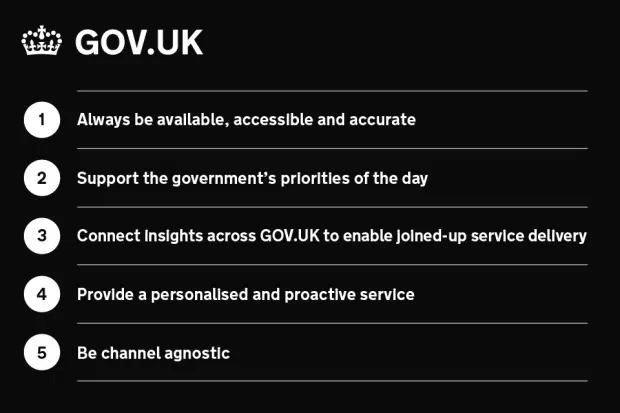 GOV.UK
1 Always be available, accessible and accurate
2 Support the government's priorities of the day
3 Connect insights across GOV.UK to enable joined-up service delivery
4 Provide a personalised and proactive service
5 Be channel agnostic